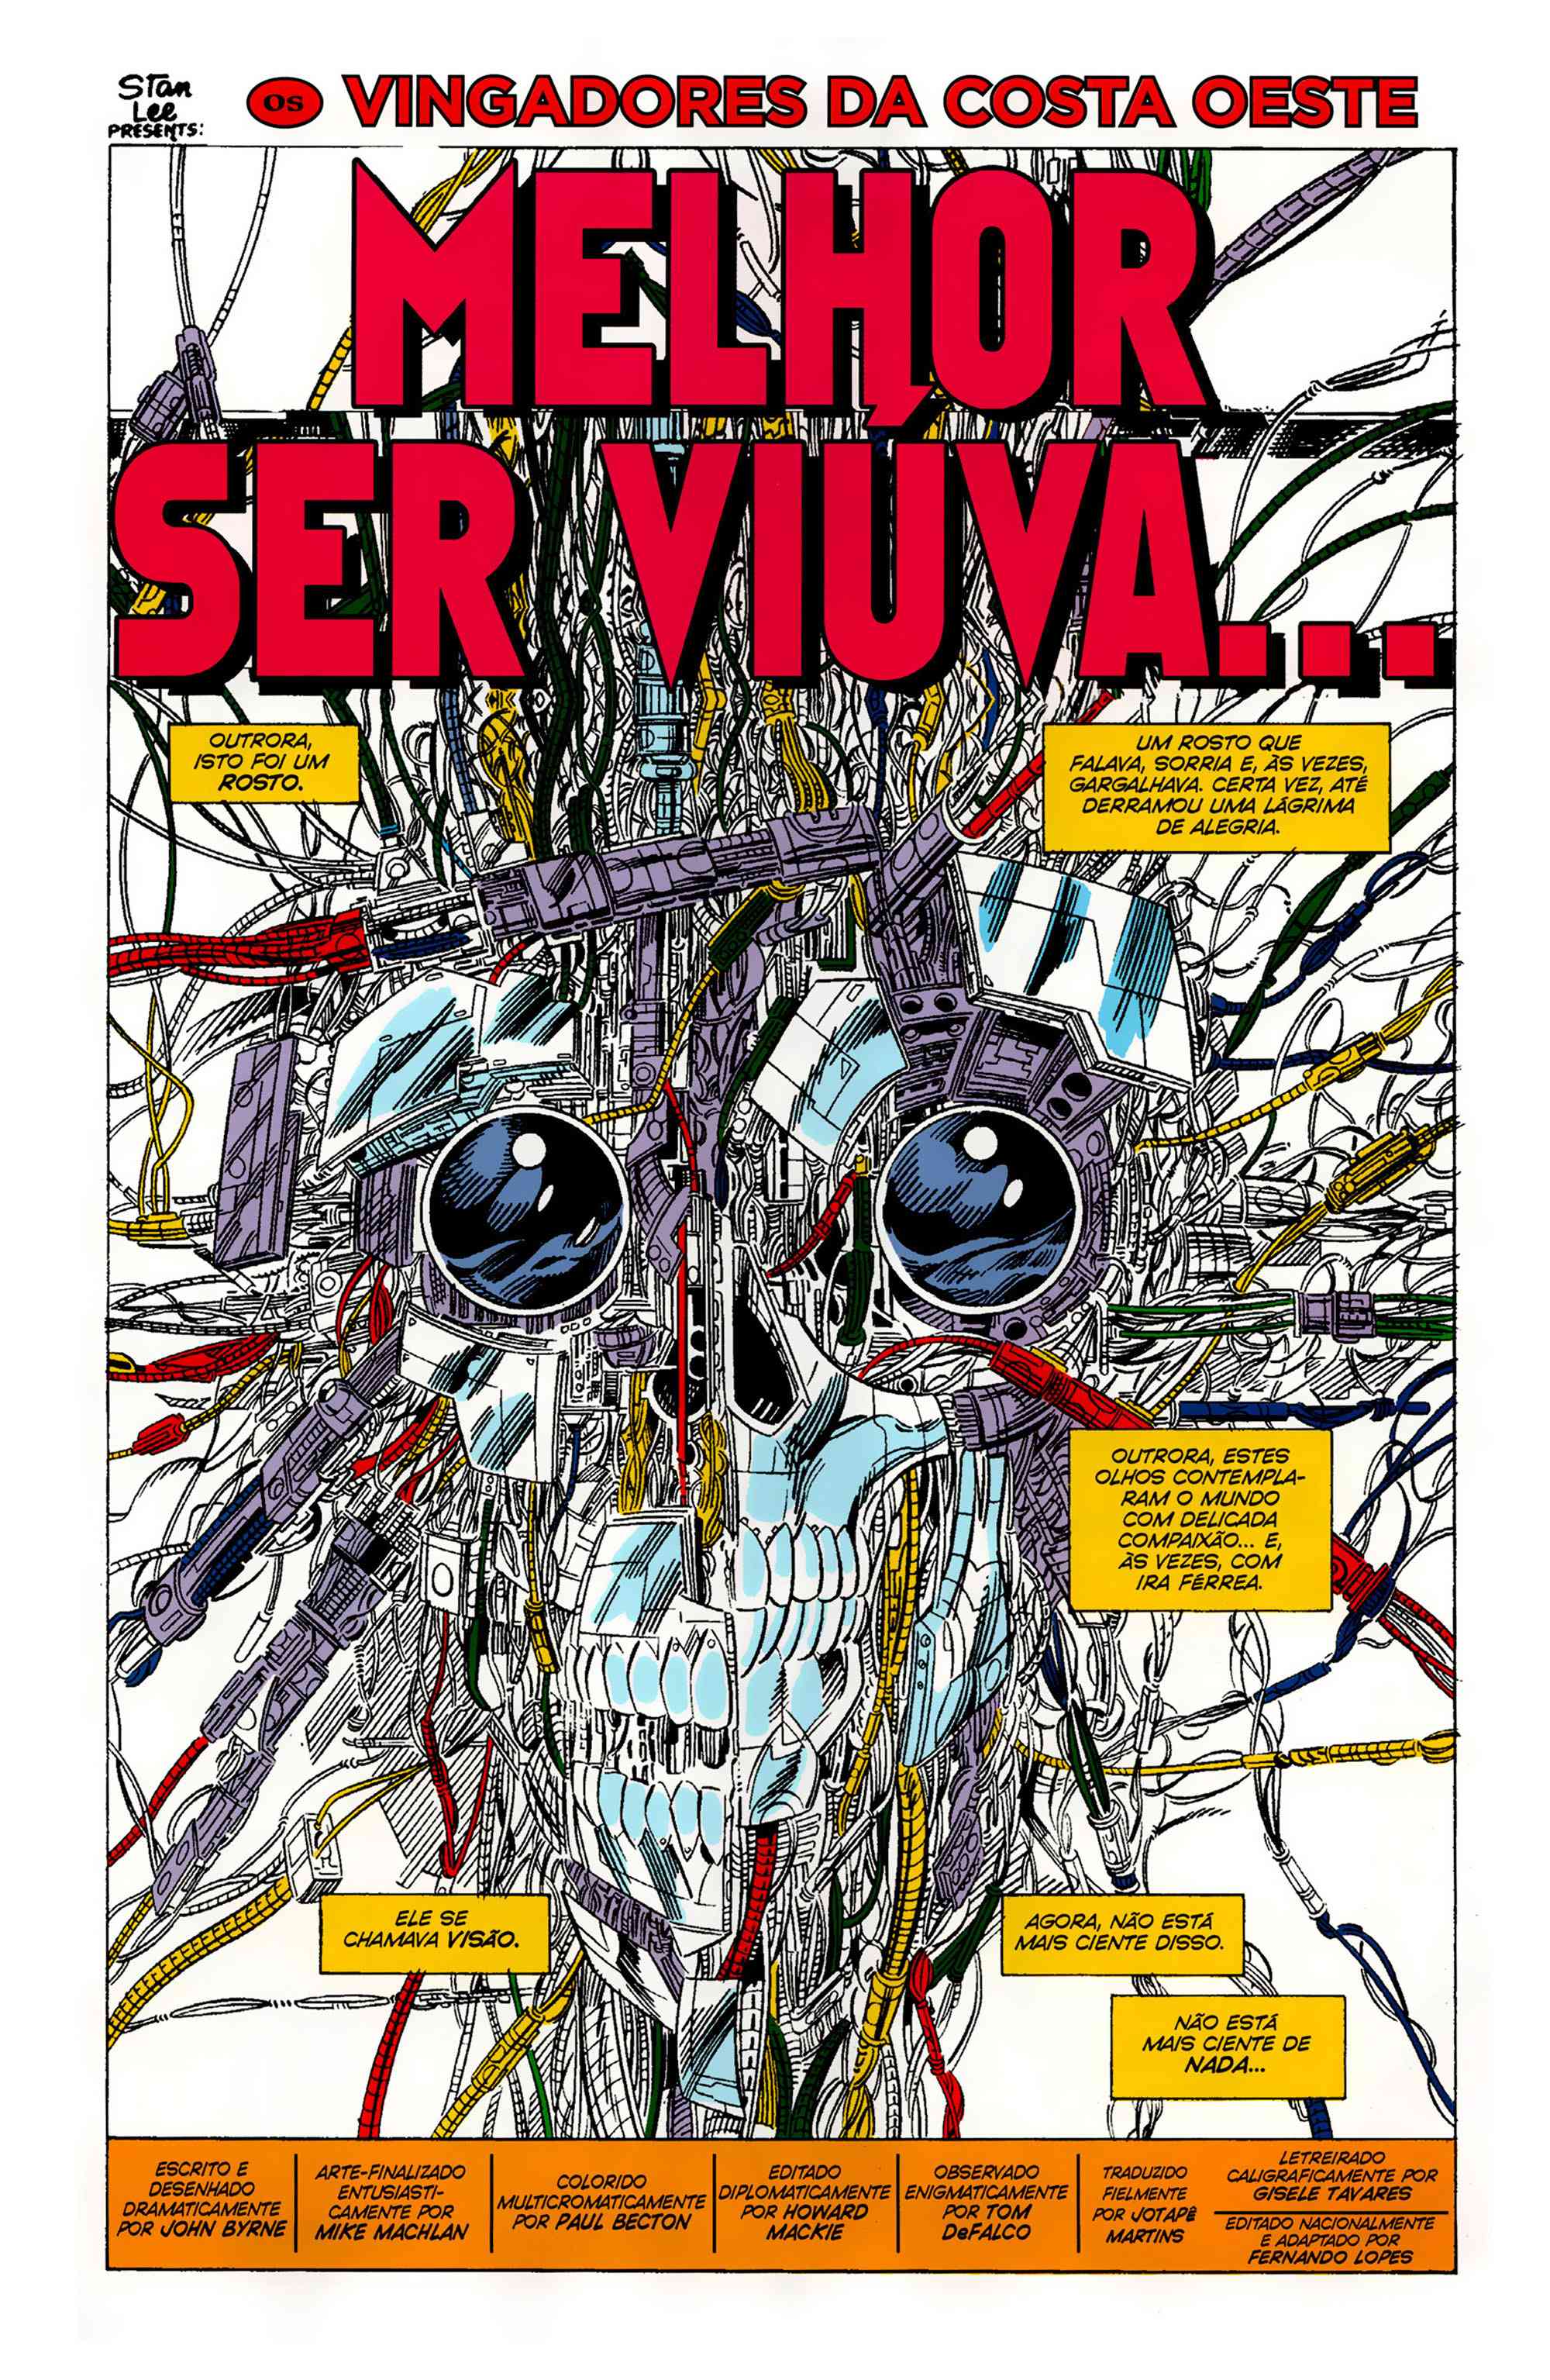 Stan
Lee
PRESENTS:
OS VINGADORES DA COSTA OESTE
MELHOR
SER VIÚVA...
OUTRORA,
ISTO FOI UM
ROSTO.
UM ROSTO QUE
FALAVA, SORRIA E, ÀS VEZES,
GARGALHAVA. CERTA VEZ, ATÉ
DERRAMOU UMA LÁGRIMA
DE ALEGRIA.
OUTRORA, ESTES
OLHOS CONTEMPLA-
RAM O MUNDO
COM DELICADA
COMPAIXÃO... E,
ÀS VEZES, COM
IRA FÉRREA.
ELE SE
CHAMAVA VISÃO.
AGORA, NÃO ESTÁ
MAIS CIENTE DISSO.
NÃO ESTÁ
MAIS CIENTE DE
NADA...
ESCRITO E
DESENHADO
DRAMATICAMENTE
POR JOHN BYRNE
ARTE-FINALIZADO
ENTUSIASTI-
CAMENTE POR
MIKE MACHLAN
COLORIDO
MULTICROMATICAMENTE
POR PAUL BECTON
EDITADO
DIPLOMATICAMENTE
POR HOWARD
MACKIE
OBSERVADO
ENIGMATICAMENTE
POR TOM
DeFALCO
TRADUZIDO
FIELMENTE
POR JOTAPÊ
MARTINS
LETREIRADO
CALIGRAFICAMENTE POR
GISELE TAVARES
EDITADO NACIONALMENTE
E ADAPTADO POR
FERNANDO LOPES